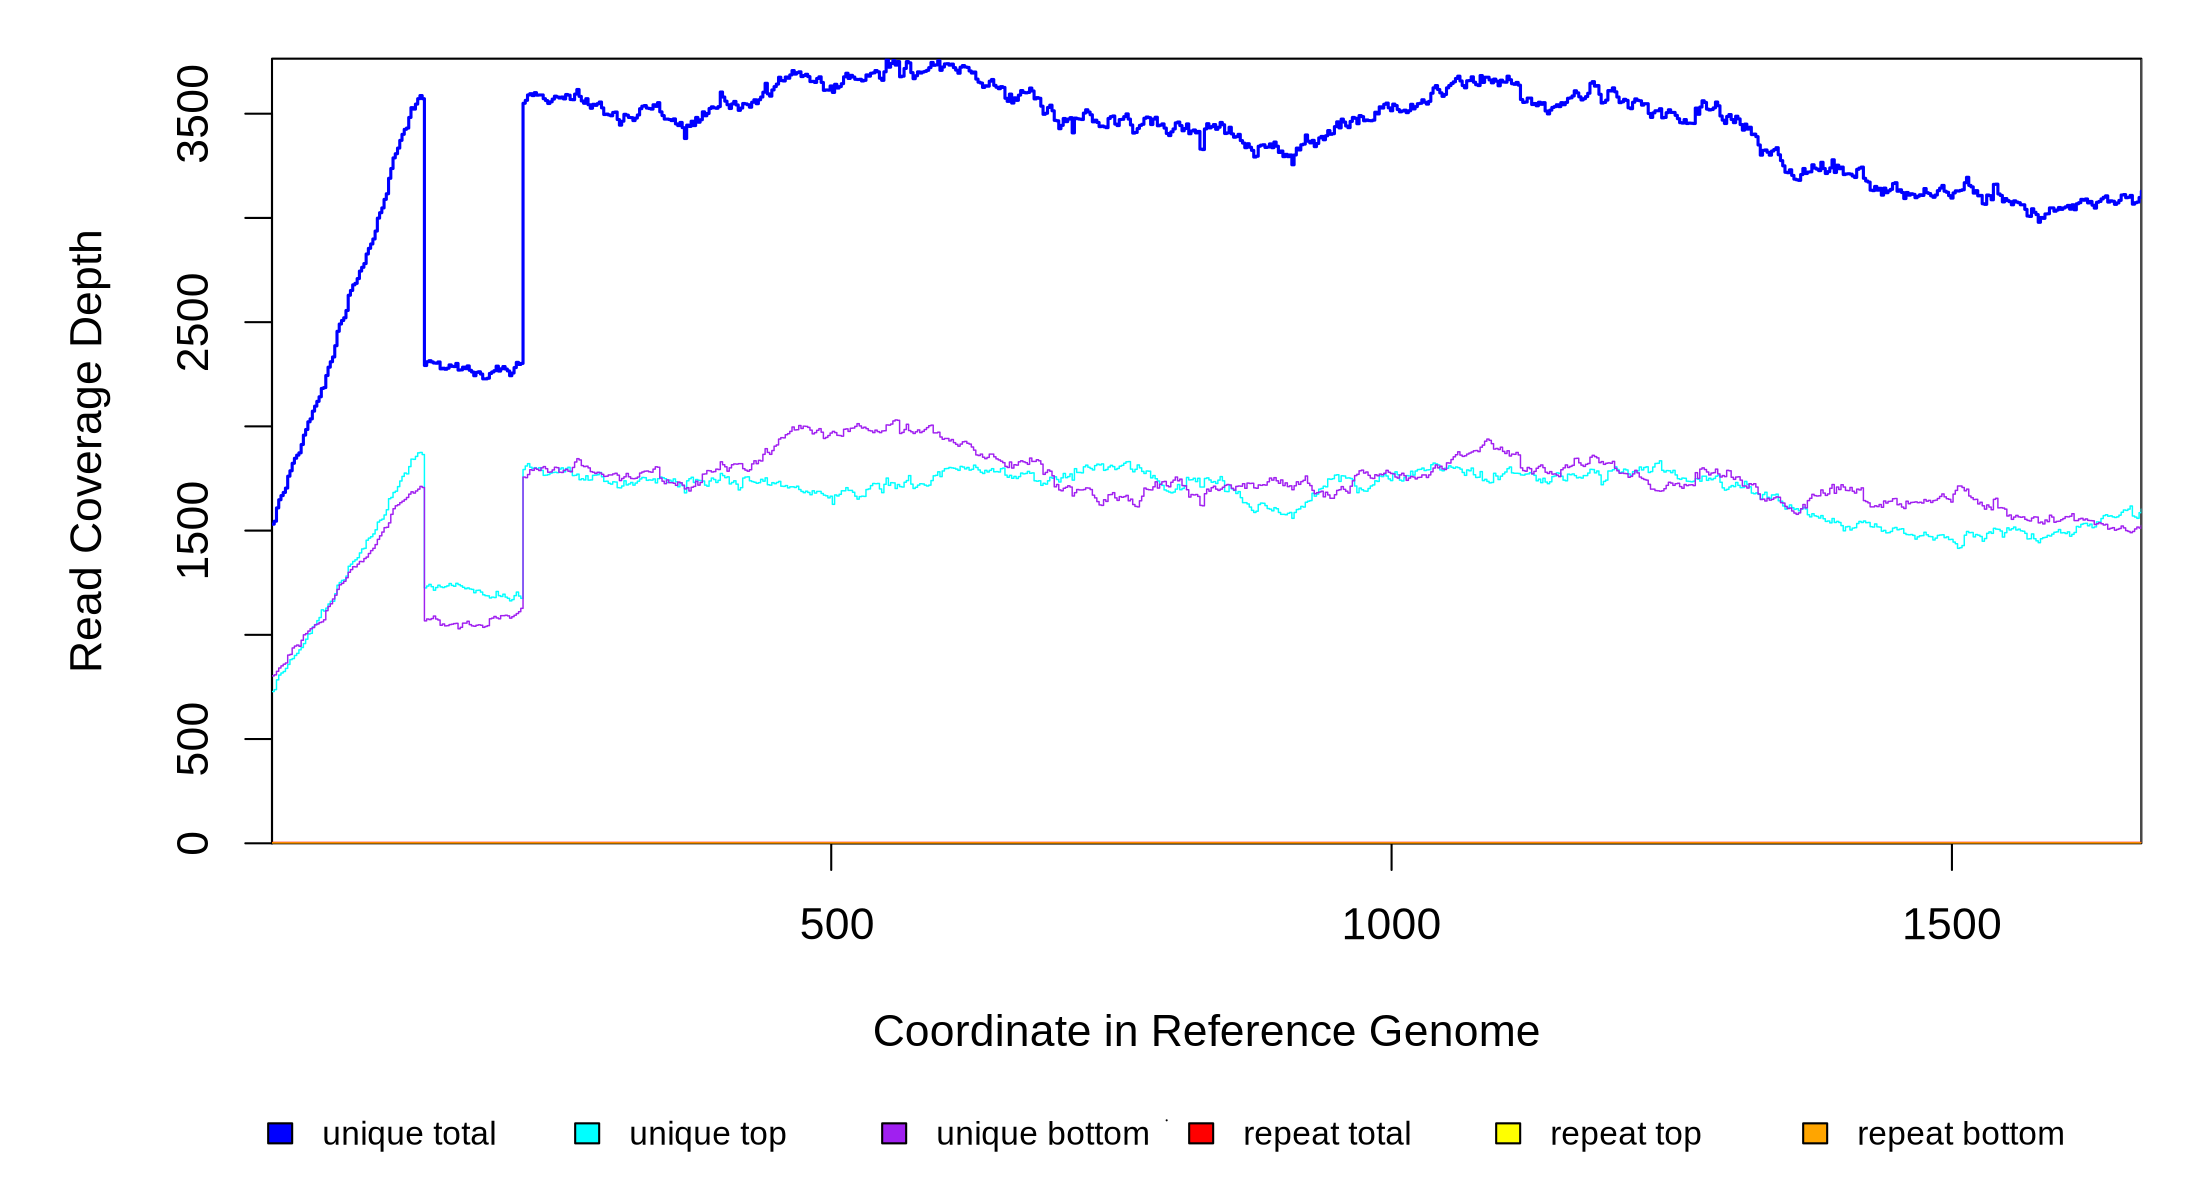 Read Coverage Depth
3500
2500
1500
500
0
500 1000 1500
Coordinate in Reference Genome
unique total unique top unique bottom repeat total repeat top repeat bottom